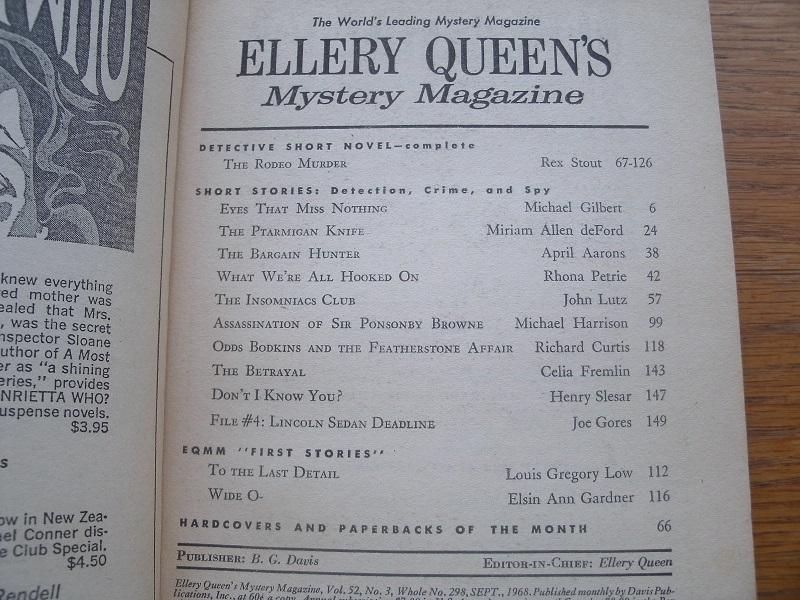 WHO
knew everything
ed mother was
ealed that Mrs.
, was the secret
nspector Sloane
uthor of A Most
er as "a shining
eries," provides
NRIETTA WHO?
uspense novels.
$3.95
s
ow in New Zea-
el Conner dis-
e Club Special.
$4.50
Rendell
The World's Leading Mystery Magazine
ELLERY QUEEN'S
Mystery Magazine
DETECTIVE SHORT NOVEL—complete
THE RODEO MURDER Rex Stout 67-126
SHORT STORIES: Detection, Crime, and Spy
EYES THAT MISS NOTHING Michael Gilbert 6
THE PTARMIGAN KNIFE Miriam Allen deFord 24
THE BARGAIN HUNTER April Aarons 38
WHAT WE'RE ALL HOOKED ON Rhona Petrie 42
THE INSOMNIACS CLUB John Lutz 57
ASSASSINATION OF SIR PONSONBY BROWNE Michael Harrison 99
ODDS BODKINS AND THE FEATHERSTONE AFFAIR Richard Curtis 118
THE BETRAYAL Celia Fremlin 143
DON'T I KNOW YOU? Henry Slesar 147
FILE #4: LINCOLN SEDAN DEADLINE Joe Gores 149
EQMM "FIRST STORIES"
TO THE LAST DETAIL Louis Gregory Low 112
WIDE O- Elsin Ann Gardner 116
HARDCOVERS AND PAPERBACKS OF THE MONTH 66
PUBLISHER: B. G. Davis EDITOR-IN-CHIEF: Ellery Queen
Ellery Queen's Mystery Magazine, Vol. 52, No. 3, Whole No. 298, SEPT., 1968. Published monthly by Davis Pub-
lications, Inc., at 60¢ a copy.